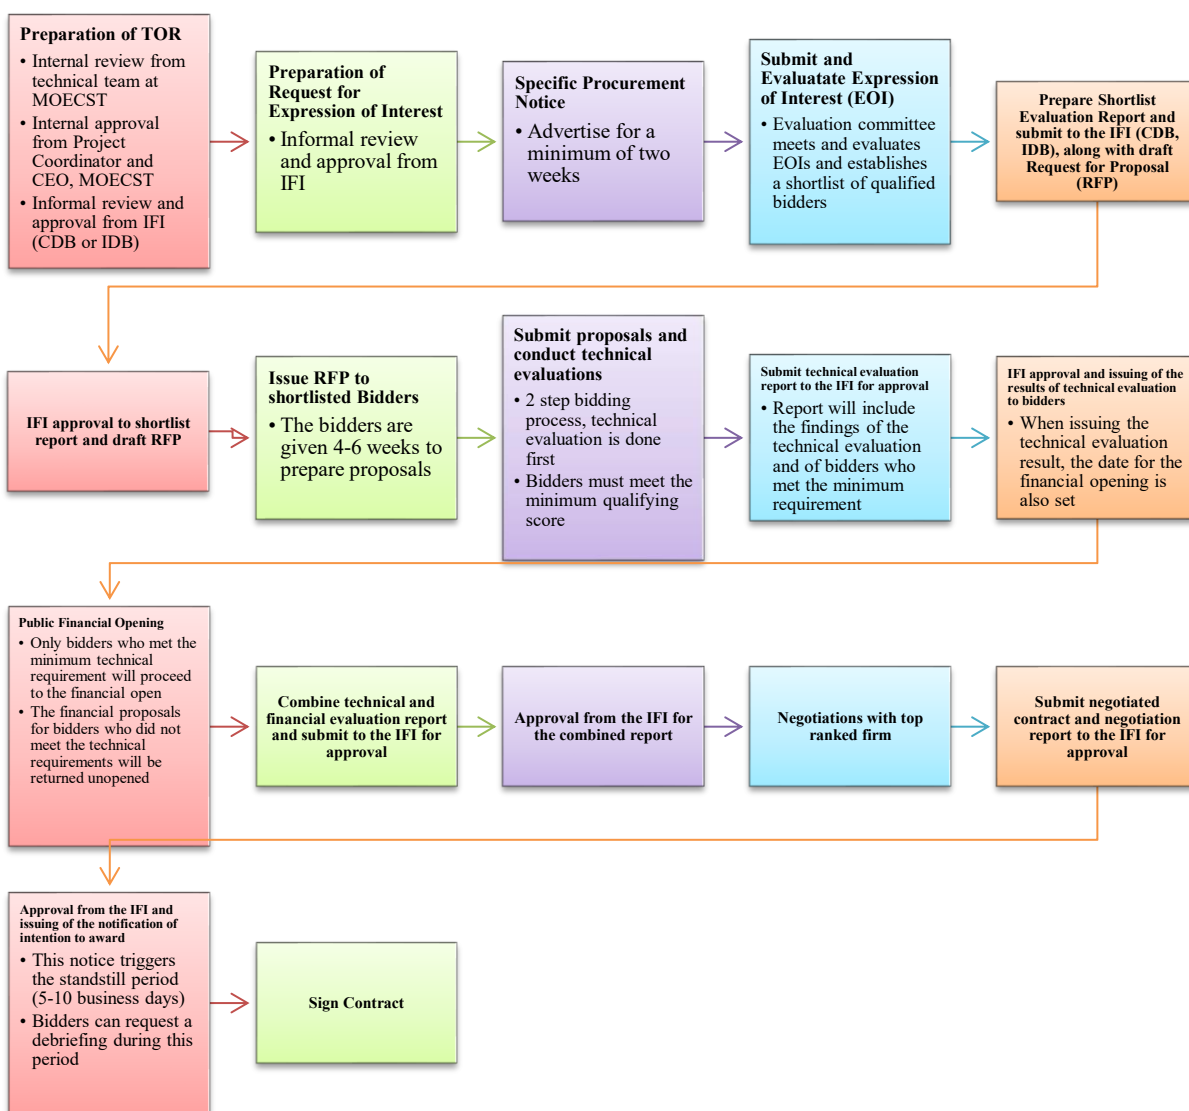 Preparation of TOR
• Internal review from
technical team at
MOECST
• Internal approval
from Project
Coordinator and
CEO, MOECST
• Informal review and
approval from IFI
(CDB or IDB)
Preparation of
Request for
Expression of Interest
• Informal review
and approval from
IFI
Specific Procurement
Notice
• Advertise for a
minimum of two
weeks
Submit and
Evaluatate Expression
of Interest (EOI)
• Evaluation committee
meets and evaluates
EOIs and establishes
a shortlist of qualified
bidders
Prepare Shortlist
Evaluation Report and
submit to the IFI (CDB,
IDB), along with draft
Request for Proposal
(RFP)
IFI approval to shortlist
report and draft RFP
Issue RFP to
shortlisted Bidders
• The bidders are
given 4-6 weeks to
prepare proposals
Submit proposals and
conduct technical
evaluations
• 2 step bidding
process, technical
evaluation is done
first
• Bidders must meet the
minimum qualifying
score
Submit technical evaluation
report to the IFI for approval
• Report will include
the findings of the
technical evaluation
and of bidders who
met the minimum
requirement
IFI approval and issuing of the
results of technical evaluation
to bidders
• When issuing the
technical evaluation
result, the date for the
financial opening is
also set
Public Financial Opening
• Only bidders who met the
minimum technical
requirement will proceed
to the financial open
• The financial proposals
for bidders who did not
meet the technical
requirements will be
returned unopened
Combine technical and
financial evaluation report
and submit to the IFI for
approval
Approval from the IFI for
the combined report
Negotiations with top
ranked firm
Submit negotiated
contract and negotiation
report to the IFI for
approval
Approval from the IFI and
issuing of the notification of
intention to award
• This notice triggers
the standstill period
(5-10 business days)
• Bidders can request a
debriefing during this
period
Sign Contract